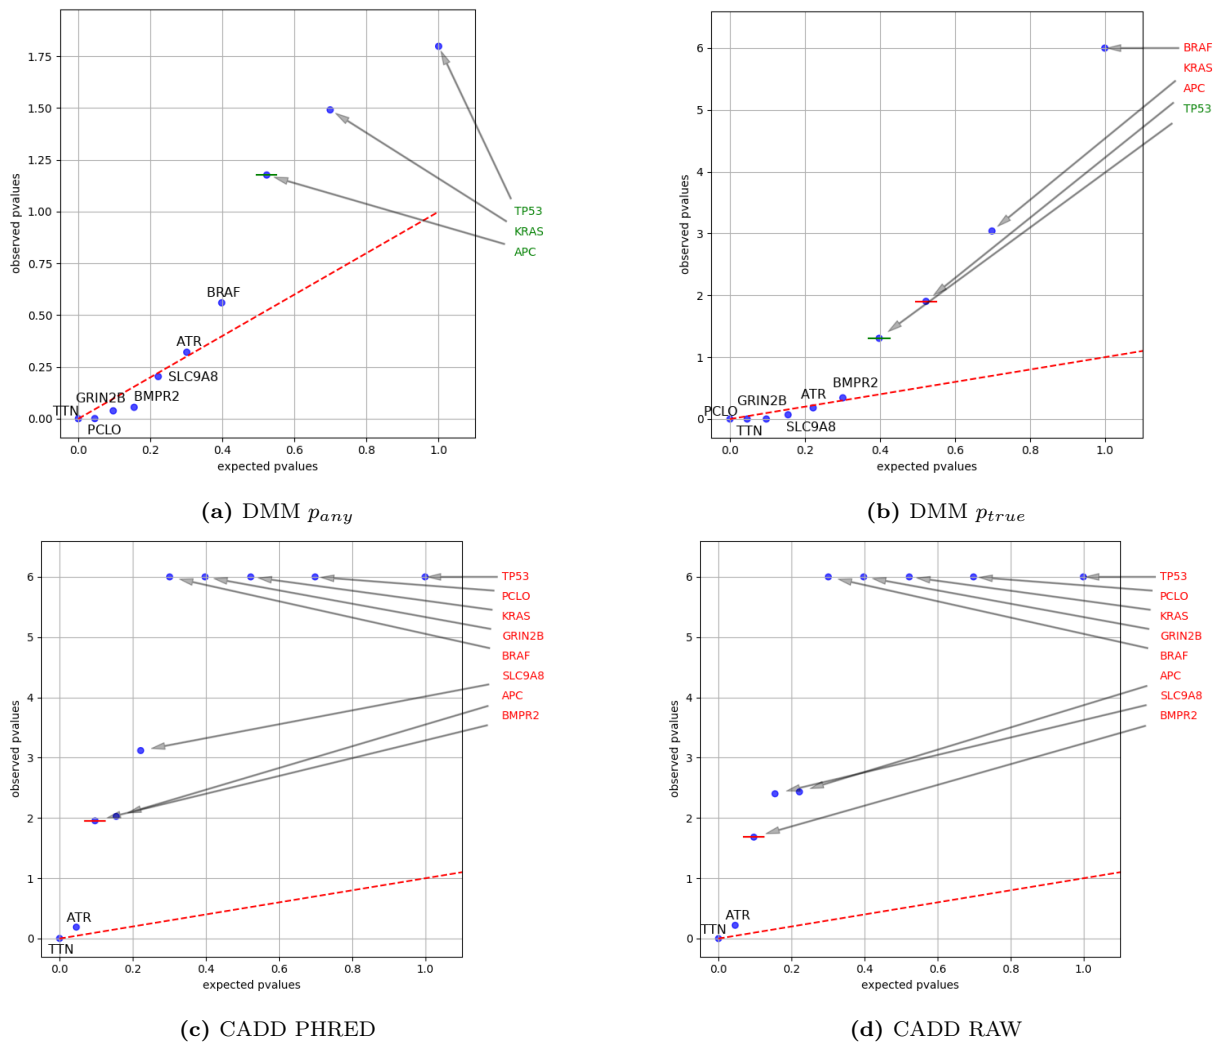 1.75
1.50
1.25
1.00
0.75
0.50
0.25
0.00
observed pvalues
TP53
KRAS
APC
BRAF
ATR
SLC9A8
GRIN2B
BMPR2
TTN
PCLO
0.0 0.2 0.4 0.6 0.8 1.0
expected pvalues
(a) DMM p_any
6
5
4
3
2
1
0
observed pvalues
BRAF
KRAS
APC
TP53
BMPR2
ATR
GRIN2B
PCLO
SLC9A8
TTN
0.0 0.2 0.4 0.6 0.8 1.0
expected pvalues
(b) DMM p_true
6
5
4
3
2
1
0
observed pvalues
TP53
PCLO
KRAS
GRIN2B
BRAF
SLC9A8
APC
BMPR2
ATR
TTN
0.0 0.2 0.4 0.6 0.8 1.0
expected pvalues
(c) CADD PHRED
6
5
4
3
2
1
0
observed pvalues
TP53
PCLO
KRAS
GRIN2B
BRAF
APC
SLC9A8
BMPR2
ATR
TTN
0.0 0.2 0.4 0.6 0.8 1.0
expected pvalues
(d) CADD RAW